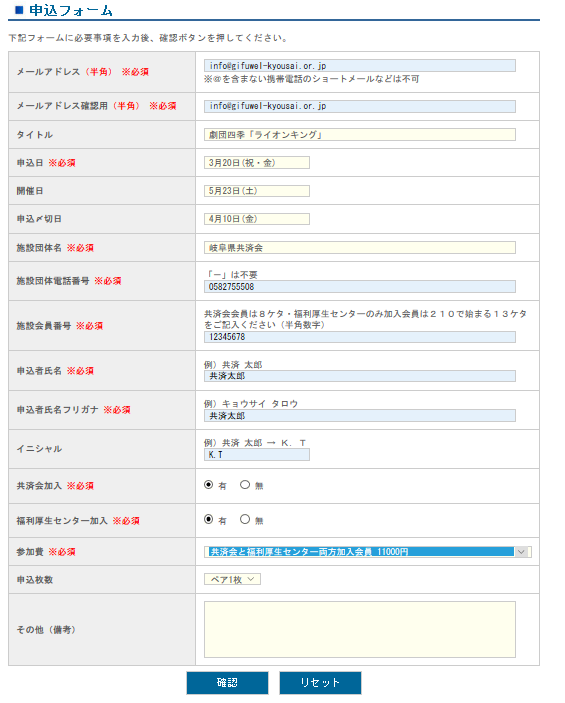 ■ 申込フォーム
下記フォームに必要事項を入力後、確認ボタンを押してください。
メールアドレス（半角） ※必須
info@gifuwel-kyousai.or.jp
※@を含まない携帯電話のショートメールなどは不可
メールアドレス確認用（半角） ※必須
info@gifuwel-kyousai.or.jp
タイトル
劇団四季「ライオンキング」
申込日 ※必須
3月20日(祝・金)
開催日
5月23日(土)
申込〆切日
4月10日(金)
施設団体名 ※必須
岐阜県共済会
施設団体電話番号 ※必須
「－」は不要
0582755508
施設会員番号 ※必須
共済会会員は８ケタ・福利厚生センターのみ加入会員は２１０で始まる１３ケタ
をご記入ください（半角数字）
12345678
申込者氏名 ※必須
例）共済 太郎
共済太郎
申込者氏名フリガナ ※必須
例）キョウサイ タロウ
共済太郎
イニシャル
例）共済 太郎 → Ｋ．Ｔ
K.T
共済会加入 ※必須
有 無
福利厚生センター加入 ※必須
有 無
参加費 ※必須
共済会と福利厚生センター両方加入会員 11000円
申込枚数
ペア1枚
その他（備考）
確認 リセット